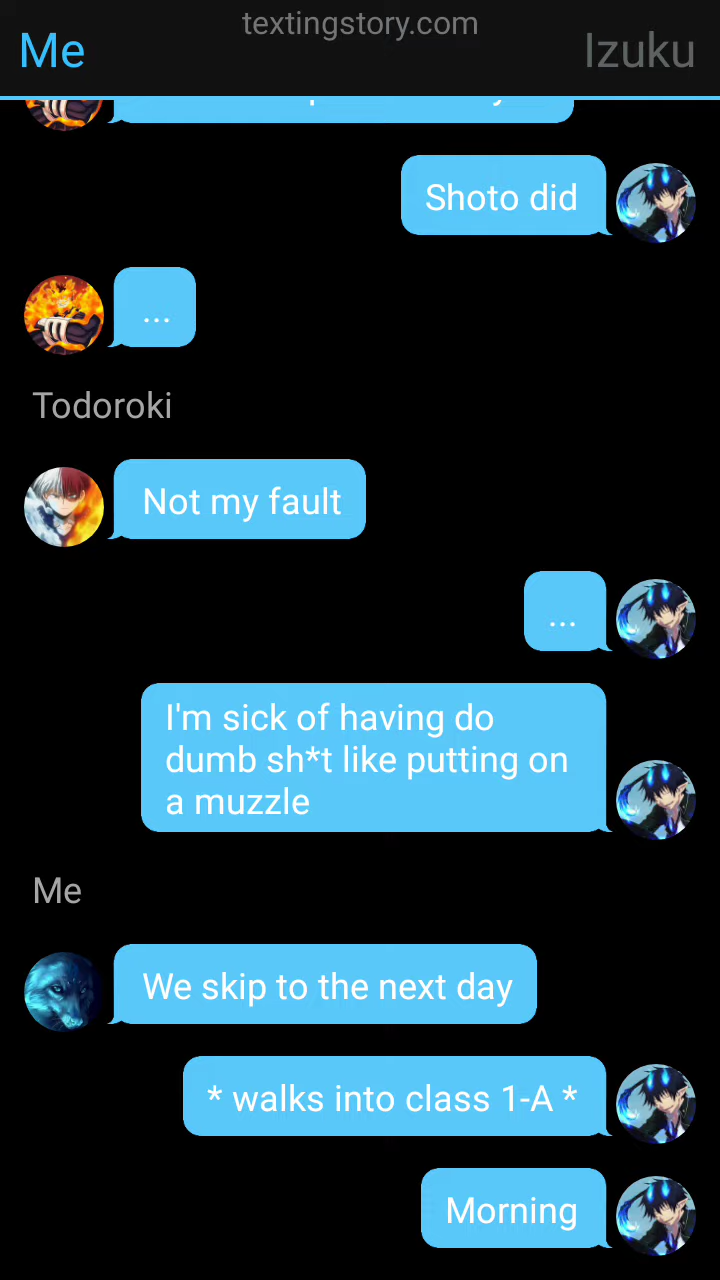 textingstory.com
Me
Izuku
Shoto did
...
Todoroki
Not my fault
...
I'm sick of having do
dumb sh*t like putting on
a muzzle
Me
We skip to the next day
* walks into class 1-A *
Morning